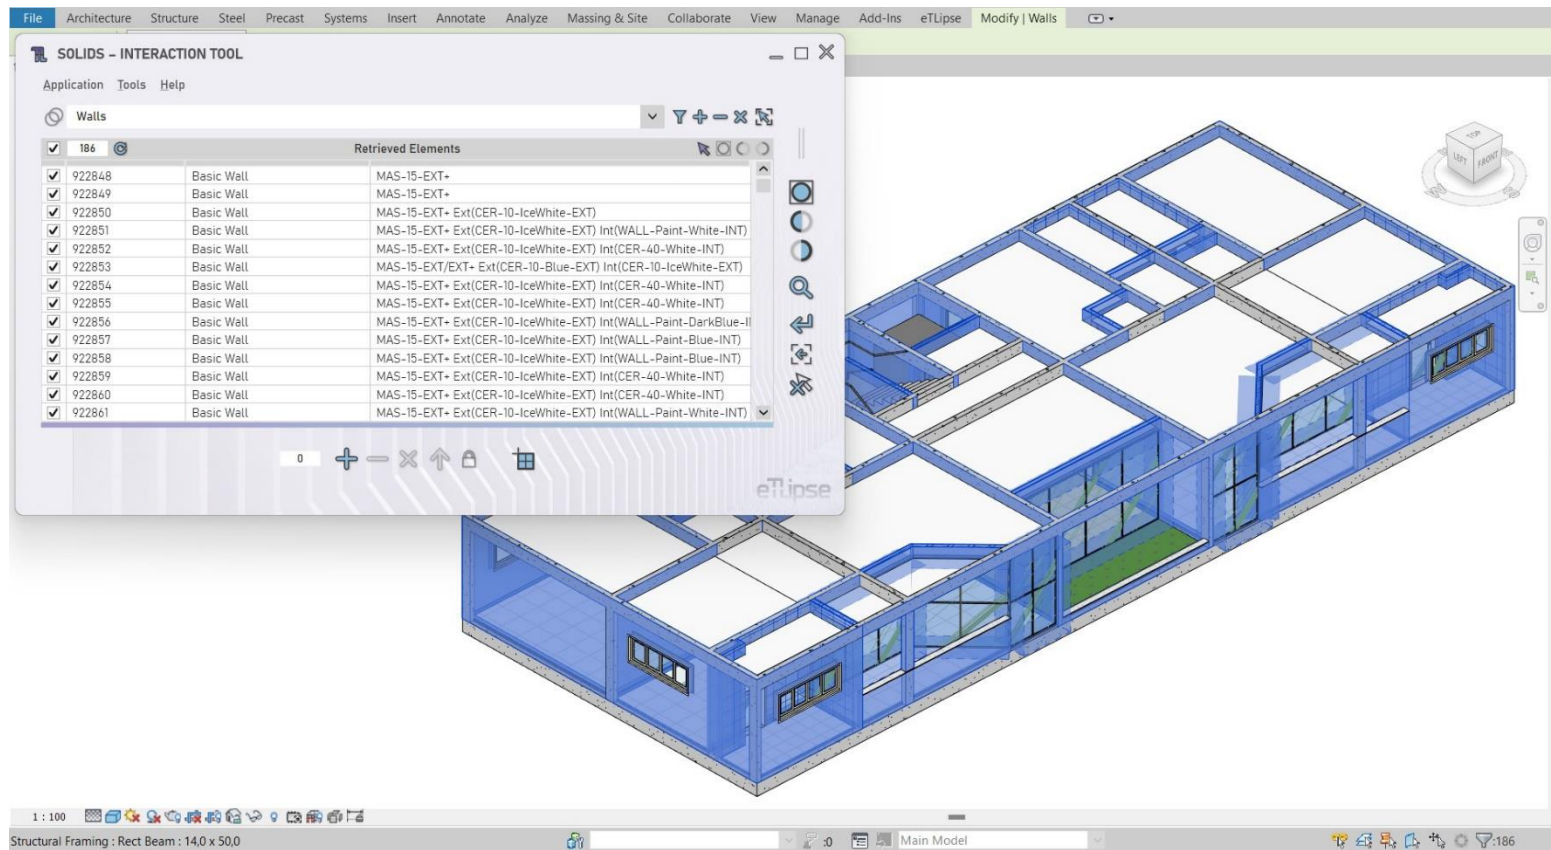 File Architecture Structure Steel Precast Systems Insert Annotate Analyze Massing & Site Collaborate View Manage Add-Ins eTLipse Modify | Walls
SOLIDS – INTERACTION TOOL
Application Tools Help
Walls
186 Retrieved Elements
922848 Basic Wall MAS-15-EXT+
922849 Basic Wall MAS-15-EXT+
922850 Basic Wall MAS-15-EXT+ Ext(CER-10-IceWhite-EXT)
922851 Basic Wall MAS-15-EXT+ Ext(CER-10-IceWhite-EXT) Int(WALL-Paint-White-INT)
922852 Basic Wall MAS-15-EXT+ Ext(CER-10-IceWhite-EXT) Int(CER-40-White-INT)
922853 Basic Wall MAS-15-EXT/EXT+ Ext(CER-10-Blue-EXT) Int(CER-10-IceWhite-EXT)
922854 Basic Wall MAS-15-EXT+ Ext(CER-10-IceWhite-EXT) Int(CER-40-White-INT)
922855 Basic Wall MAS-15-EXT+ Ext(CER-10-IceWhite-EXT) Int(CER-40-White-INT)
922856 Basic Wall MAS-15-EXT+ Ext(CER-10-IceWhite-EXT) Int(WALL-Paint-DarkBlue-I
922857 Basic Wall MAS-15-EXT+ Ext(CER-10-IceWhite-EXT) Int(WALL-Paint-Blue-INT)
922858 Basic Wall MAS-15-EXT+ Ext(CER-10-IceWhite-EXT) Int(WALL-Paint-Blue-INT)
922859 Basic Wall MAS-15-EXT+ Ext(CER-10-IceWhite-EXT) Int(CER-40-White-INT)
922860 Basic Wall MAS-15-EXT+ Ext(CER-10-IceWhite-EXT) Int(CER-40-White-INT)
922861 Basic Wall MAS-15-EXT+ Ext(CER-10-IceWhite-EXT) Int(WALL-Paint-White-INT)
0
eTLipse
TOP
LEFT FRONT
1 : 100
Structural Framing : Rect Beam : 14,0 x 50,0 :0 Main Model :186